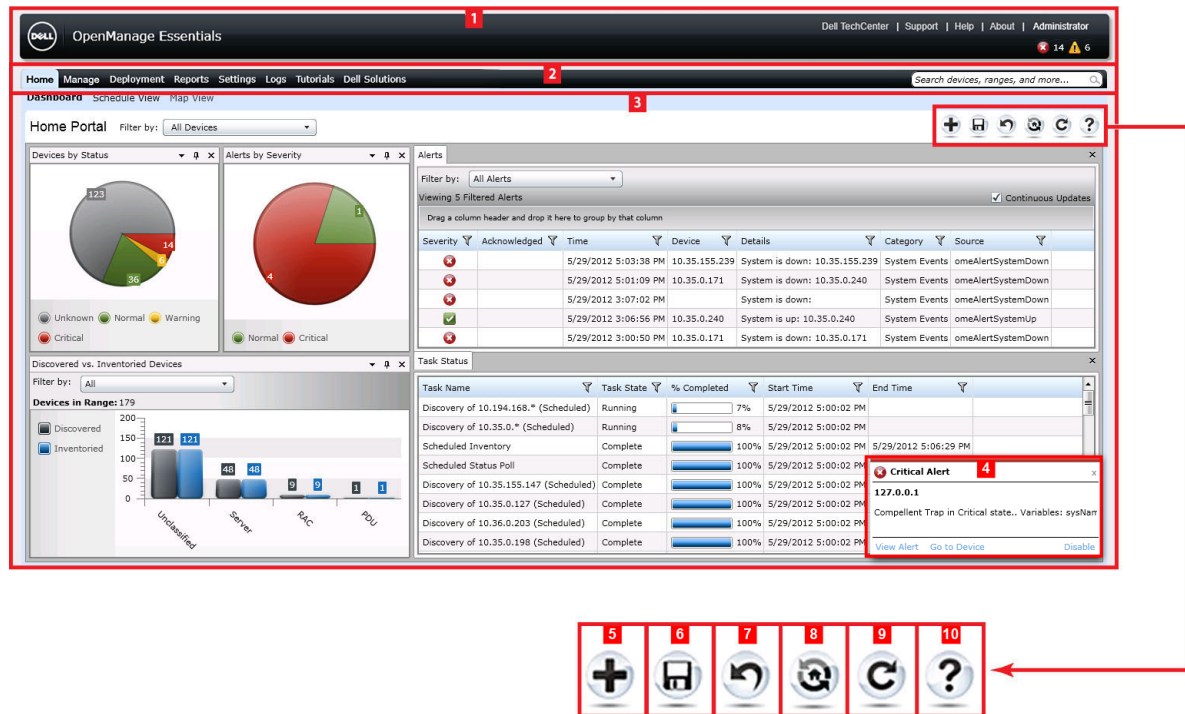 1
DELL OpenManage Essentials
Dell TechCenter | Support | Help | About | Administrator
14 6
2
Home Manage Deployment Reports Settings Logs Tutorials Dell Solutions
Search devices, ranges, and more...
3
Dashboard Schedule View Map View
Home Portal Filter by: All Devices
Devices by Status
123
14
6
36
Unknown Normal Warning
Critical
Alerts by Severity
1
4
Normal Critical
Alerts
Filter by: All Alerts
Viewing 5 Filtered Alerts Continuous Updates
Drag a column header and drop it here to group by that column
Severity Acknowledged Time Device Details Category Source
5/29/2012 5:03:38 PM 10.35.155.239 System is down: 10.35.155.239 System Events omeAlertSystemDown
5/29/2012 5:01:09 PM 10.35.0.171 System is down: 10.35.0.240 System Events omeAlertSystemDown
5/29/2012 3:07:02 PM System is down: System Events omeAlertSystemDown
5/29/2012 3:06:56 PM 10.35.0.240 System is up: 10.35.0.240 System Events omeAlertSystemUp
5/29/2012 3:00:50 PM 10.35.0.171 System is down: 10.35.0.171 System Events omeAlertSystemDown
Discovered vs. Inventoried Devices
Filter by: All
Devices in Range: 179
Discovered
Inventoried
200
150
100
50
0
121 121
48 48
9 9
1 1
Unclassified
Server
RAC
PDU
Task Status
Task Name Task State % Completed Start Time End Time
Discovery of 10.194.168.* (Scheduled) Running 7% 5/29/2012 5:00:02 PM
Discovery of 10.35.0.* (Scheduled) Running 8% 5/29/2012 5:00:02 PM
Scheduled Inventory Complete 100% 5/29/2012 5:00:02 PM 5/29/2012 5:06:29 PM
Scheduled Status Poll Complete 100% 5/29/2012 5:00:02 PM
Discovery of 10.35.155.147 (Scheduled) Complete 100% 5/29/2012 5:00:02 PM
Discovery of 10.35.0.127 (Scheduled) Complete 100% 5/29/2012 5:00:02 PM
Discovery of 10.36.0.203 (Scheduled) Complete 100% 5/29/2012 5:00:02 PM
Discovery of 10.35.0.198 (Scheduled) Complete 100% 5/29/2012 5:00:02 PM
4
Critical Alert x
127.0.0.1
Compellent Trap in Critical state.. Variables: sysNam
View Alert Go to Device Disable
5 6 7 8 9 10